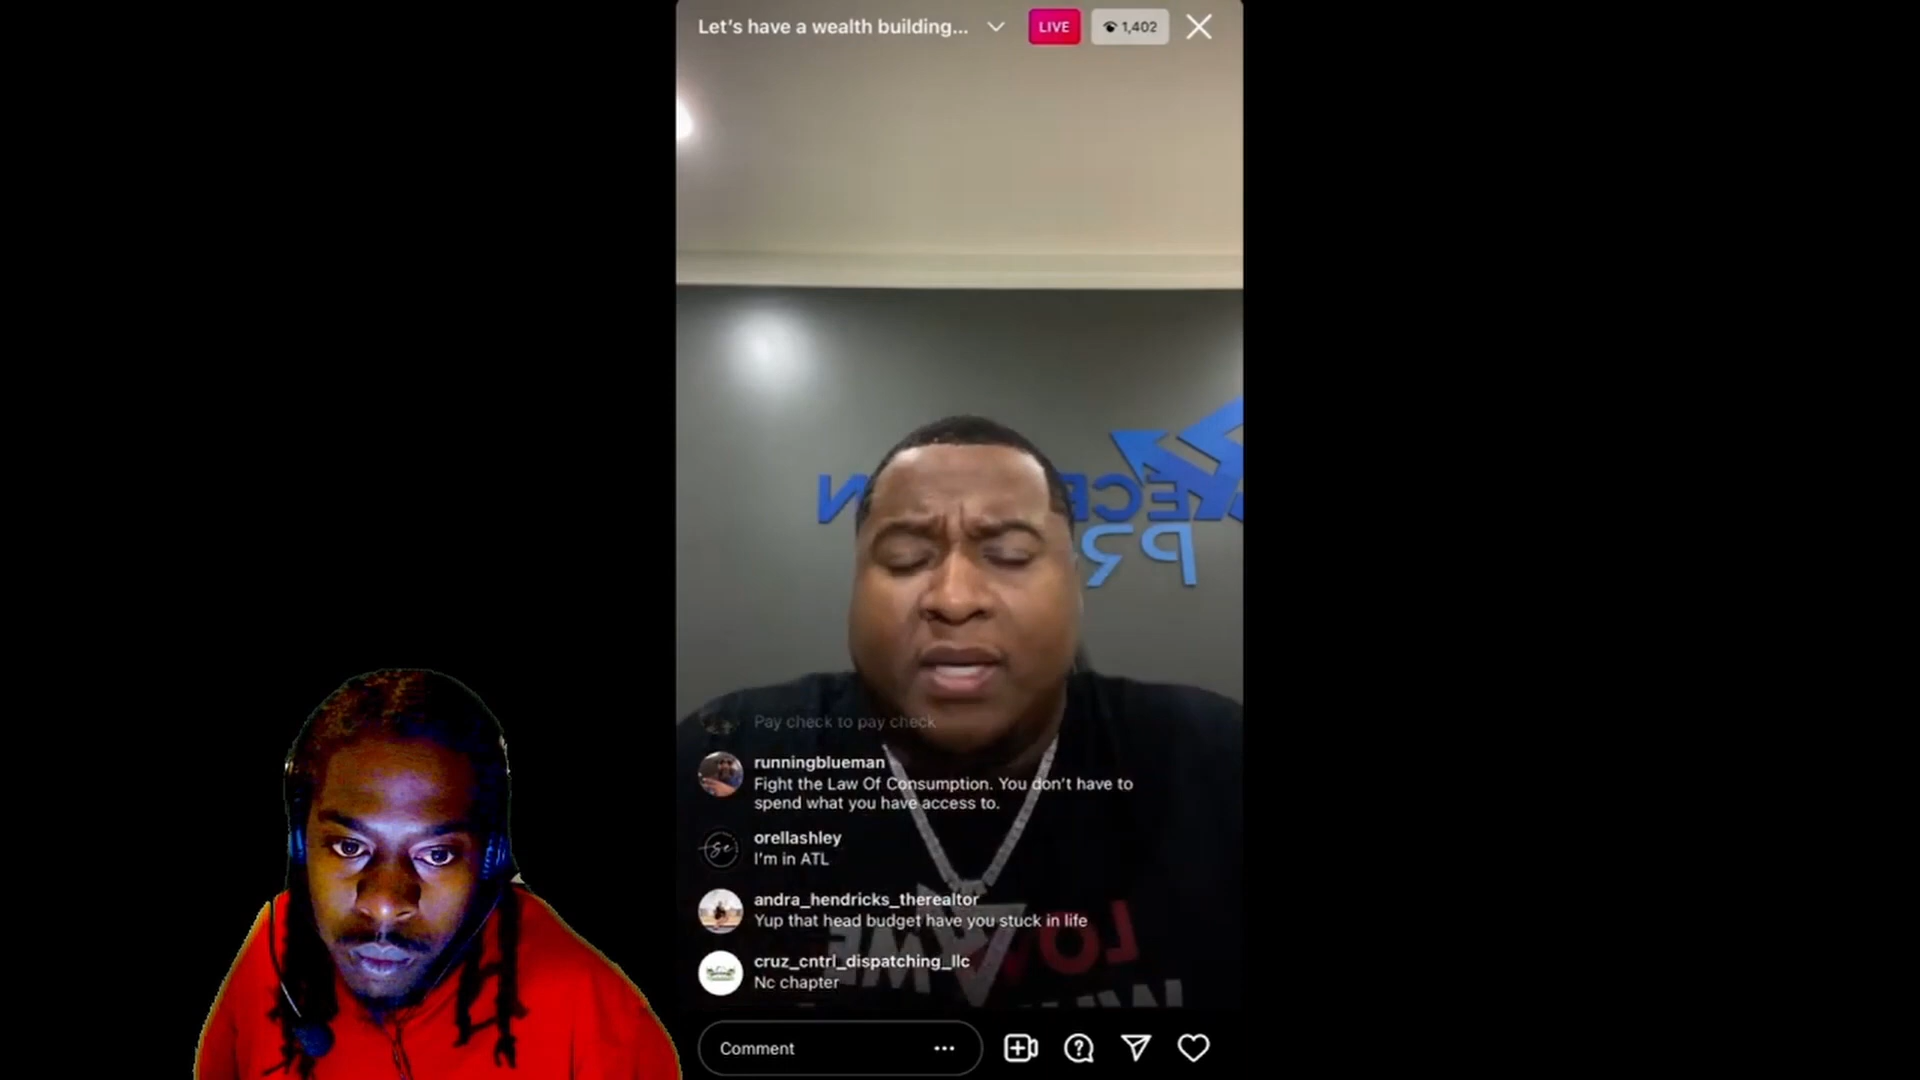 Let's have a wealth building...
LIVE
1,402
Pay check to pay check
runningblueman
Fight the Law Of Consumption. You don't have to
spend what you have access to.
orellashley
I'm in ATL
andra_hendricks_therealtor
Yup that head budget have you stuck in life
cruz_cntrl_dispatching_llc
Nc chapter
Comment